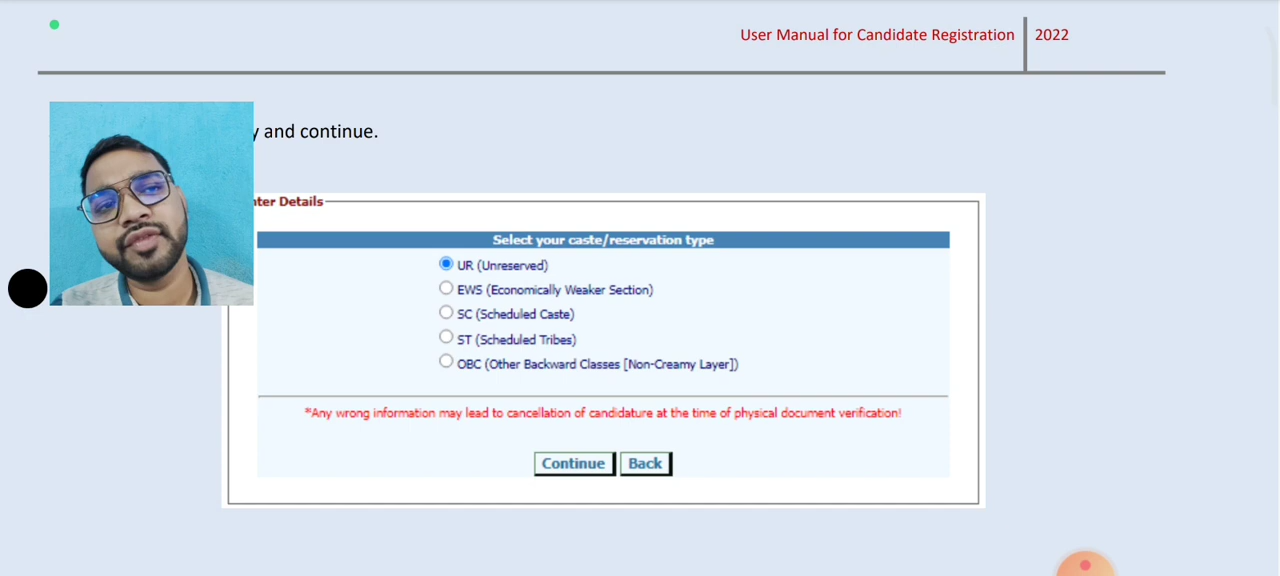 User Manual for Candidate Registration 2022
and continue.
Details
Select your caste/reservation type
UR (Unreserved)
EWS (Economically Weaker Section)
SC (Scheduled Caste)
ST (Scheduled Tribes)
OBC (Other Backward Classes [Non-Creamy Layer])
*Any wrong information may lead to cancellation of candidature at the time of physical document verification!
Continue Back